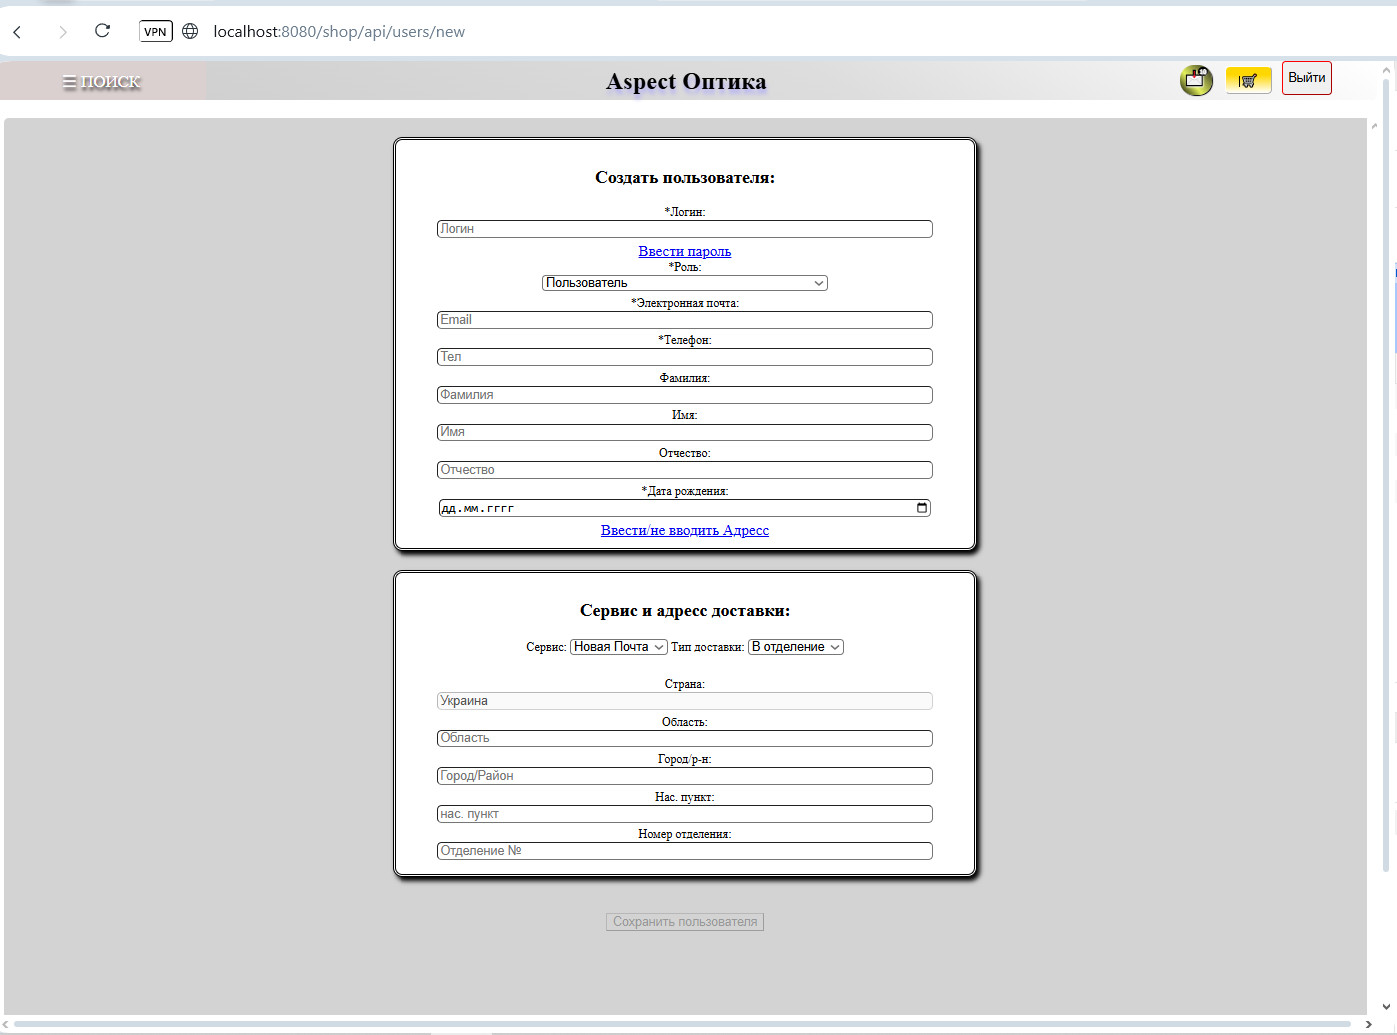 VPN localhost:8080/shop/api/users/new
☰ ПОИСК Aspect Оптика Выйти
Создать пользователя:
*Логин:
Логин
Ввести пароль
*Роль:
Пользователь
*Электронная почта:
Email
*Телефон:
Тел
Фамилия:
Фамилия
Имя:
Имя
Отчество:
Отчество
*Дата рождения:
дд.мм.гггг
Ввести/не вводить Адресс
Сервис и адресс доставки:
Сервис: Новая Почта Тип доставки: В отделение
Страна:
Украина
Область:
Область
Город/р-н:
Город/Район
Нас. пункт:
нас. пункт
Номер отделения:
Отделение №
Сохранить пользователя